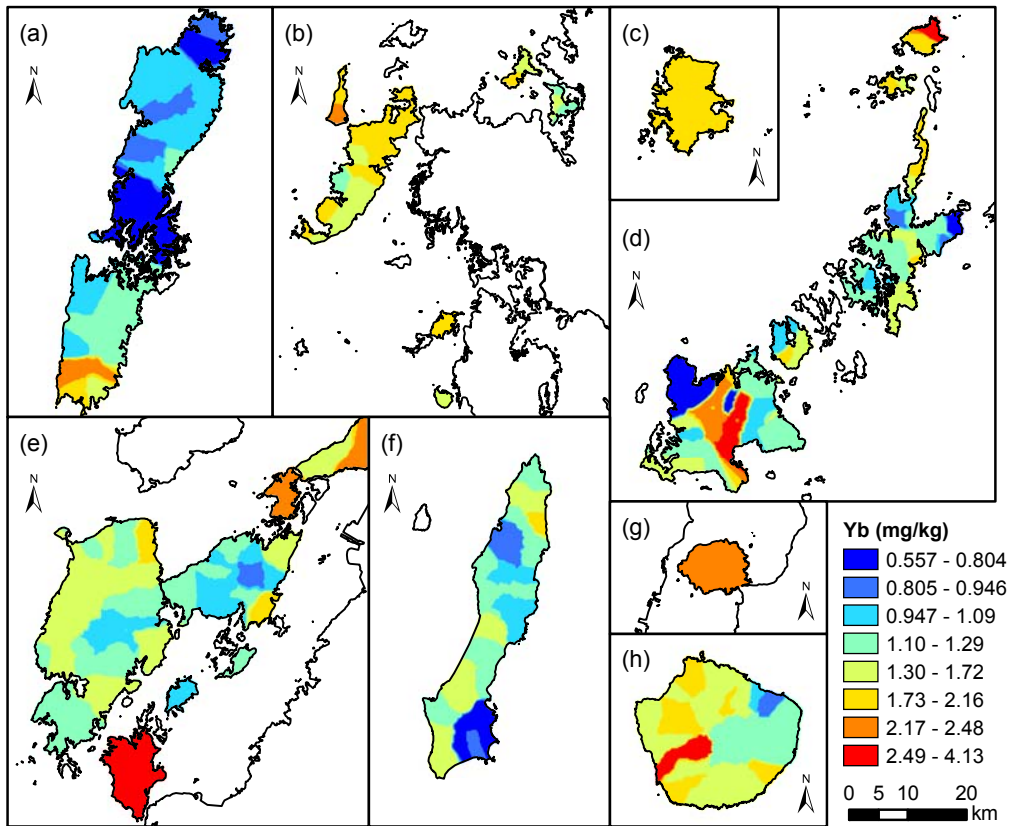 (a)
N
(b)
N
(c)
N
(d)
N
(e)
N
(f)
N
(g)
N
(h)
N
Yb (mg/kg)
0.557 - 0.804
0.805 - 0.946
0.947 - 1.09
1.10 - 1.29
1.30 - 1.72
1.73 - 2.16
2.17 - 2.48
2.49 - 4.13
0 5 10 20
km